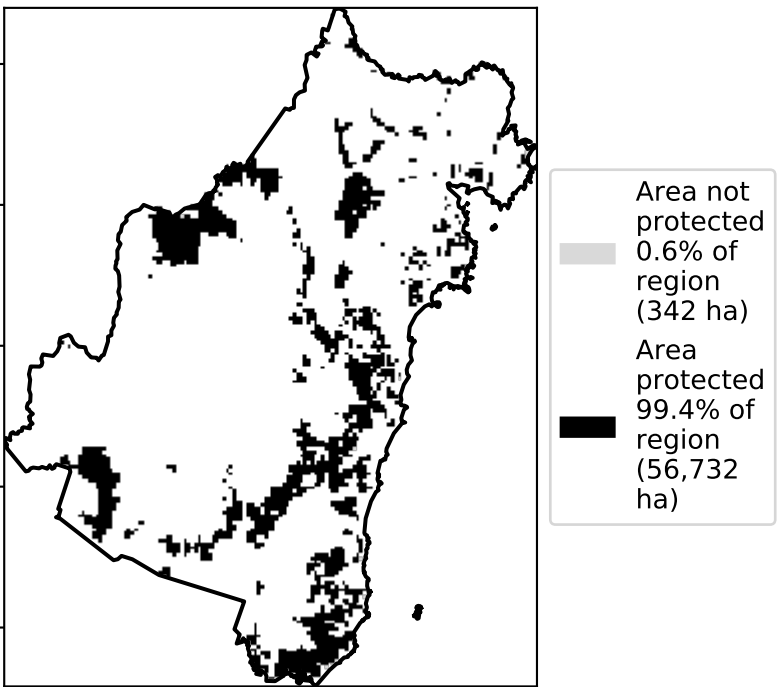 Area not
protected
0.6% of
region
(342 ha)
Area
protected
99.4% of
region
(56,732
ha)